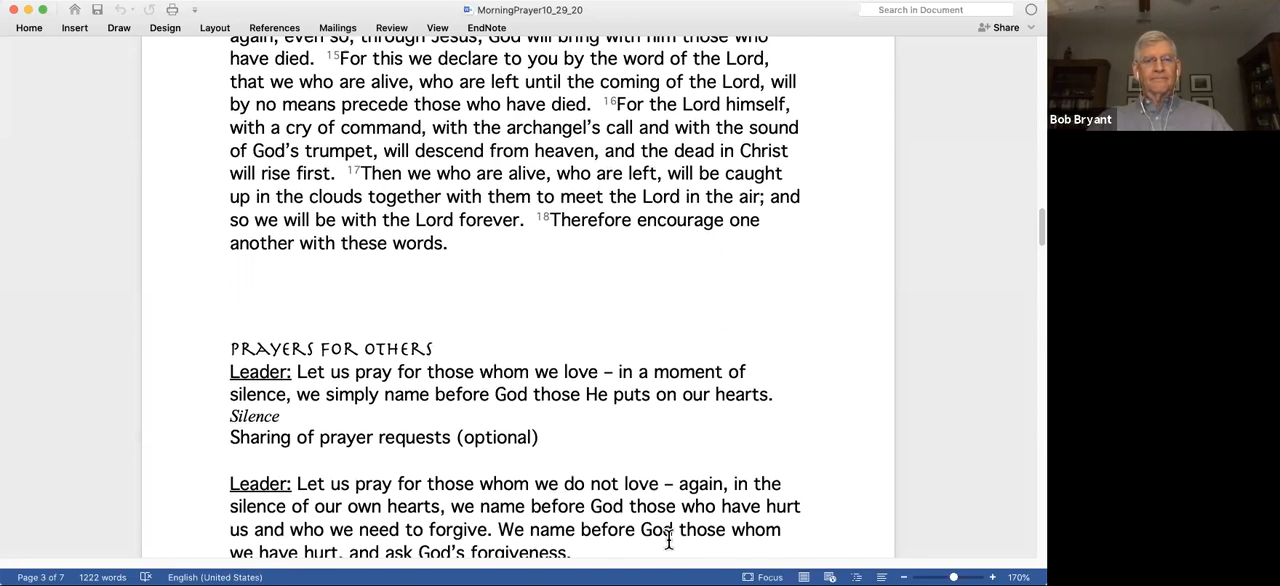 MorningPrayer10_29_20
Search in Document
Home Insert Draw Design Layout References Mailings Review View EndNote
Share
again, even so, through Jesus, God will bring with him those who
have died. 15For this we declare to you by the word of the Lord,
that we who are alive, who are left until the coming of the Lord, will
by no means precede those who have died. 16For the Lord himself,
with a cry of command, with the archangel's call and with the sound
of God's trumpet, will descend from heaven, and the dead in Christ
will rise first. 17Then we who are alive, who are left, will be caught
up in the clouds together with them to meet the Lord in the air; and
so we will be with the Lord forever. 18Therefore encourage one
another with these words.
PRAYERS FOR OTHERS
Leader: Let us pray for those whom we love – in a moment of
silence, we simply name before God those He puts on our hearts.
Silence
Sharing of prayer requests (optional)
Leader: Let us pray for those whom we do not love – again, in the
silence of our own hearts, we name before God those who have hurt
us and who we need to forgive. We name before God those whom
we have hurt, and ask God's forgiveness.
Page 3 of 7 1222 words English (United States) Focus 170%
Bob Bryant